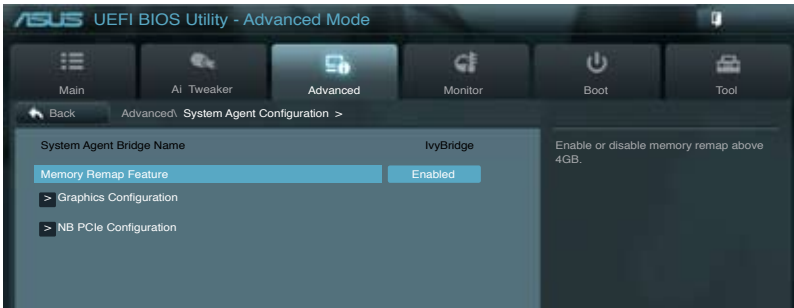 ASUS UEFI BIOS Utility - Advanced Mode
Main Ai Tweaker Advanced Monitor Boot Tool
Back Advanced\ System Agent Configuration >
System Agent Bridge Name IvyBridge
Memory Remap Feature Enabled
> Graphics Configuration
> NB PCIe Configuration
Enable or disable memory remap above
4GB.